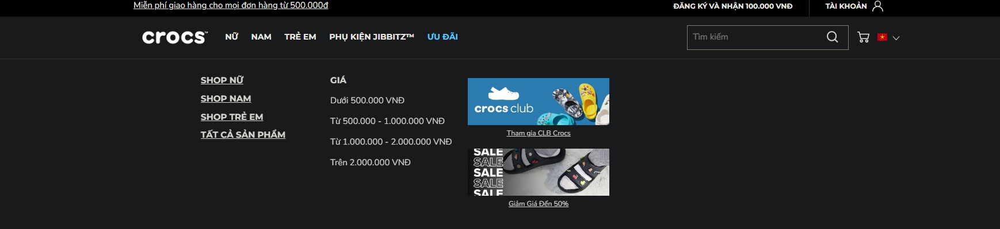 Miễn phí giao hàng cho mọi đơn hàng từ 500.000đ
ĐĂNG KÝ VÀ NHẬN 100.000 VNĐ
TÀI KHOẢN
crocs™
NỮ
NAM
TRẺ EM
PHỤ KIỆN JIBBITZ™
ƯU ĐÃI
Tìm kiếm
SHOP NỮ
SHOP NAM
SHOP TRẺ EM
TẤT CẢ SẢN PHẨM
GIÁ
Dưới 500.000 VNĐ
Từ 500.000 - 1.000.000 VNĐ
Từ 1.000.000 - 2.000.000 VNĐ
Trên 2.000.000 VNĐ
crocs club
Tham gia CLB Crocs
SALE
SALE
SALE
SALE
SALE
Giảm Giá Đến 50%